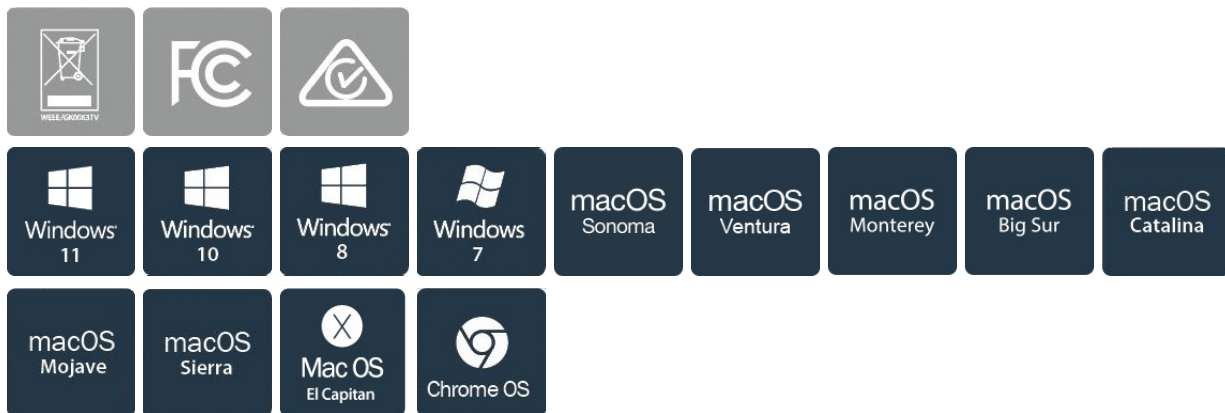 WEEE/GK0063TV
FC
Windows
11
Windows
10
Windows
8
Windows
7
macOS
Sonoma
macOS
Ventura
macOS
Monterey
macOS
Big Sur
macOS
Catalina
macOS
Mojave
macOS
Sierra
X
Mac OS
El Capitan
Chrome OS